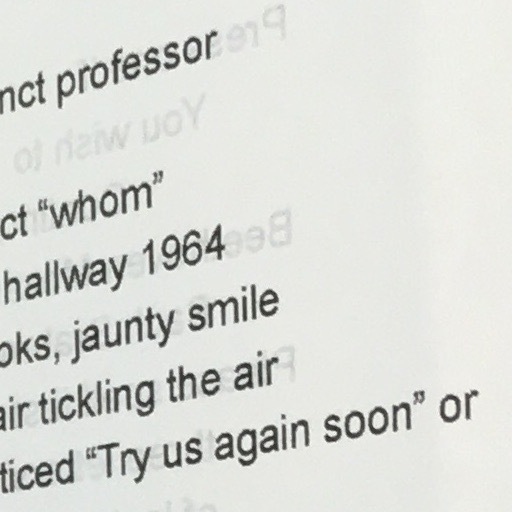 nct professor
ct “whom”
hallway 1964
oks, jaunty smile
air tickling the air
ticed “Try us again soon” or